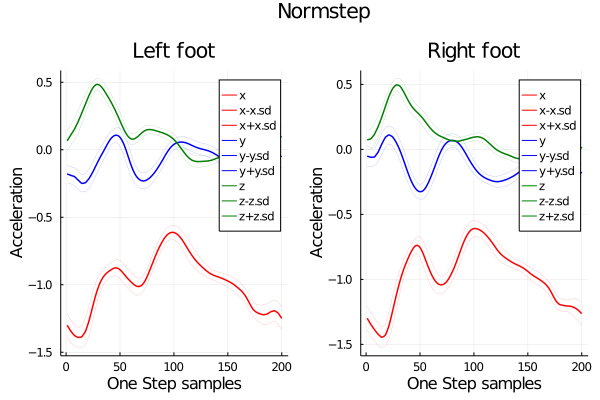 Normstep
Left foot
Acceleration
0.5
0.0
−0.5
−1.0
−1.5
0
50
100
150
200
One Step samples
x
x-x.sd
x+x.sd
y
y-y.sd
y+y.sd
z
z-z.sd
z+z.sd
Right foot
Acceleration
0.5
0.0
−0.5
−1.0
−1.5
0
50
100
150
200
One Step samples
x
x-x.sd
x+x.sd
y
y-y.sd
y+y.sd
z
z-z.sd
z+z.sd